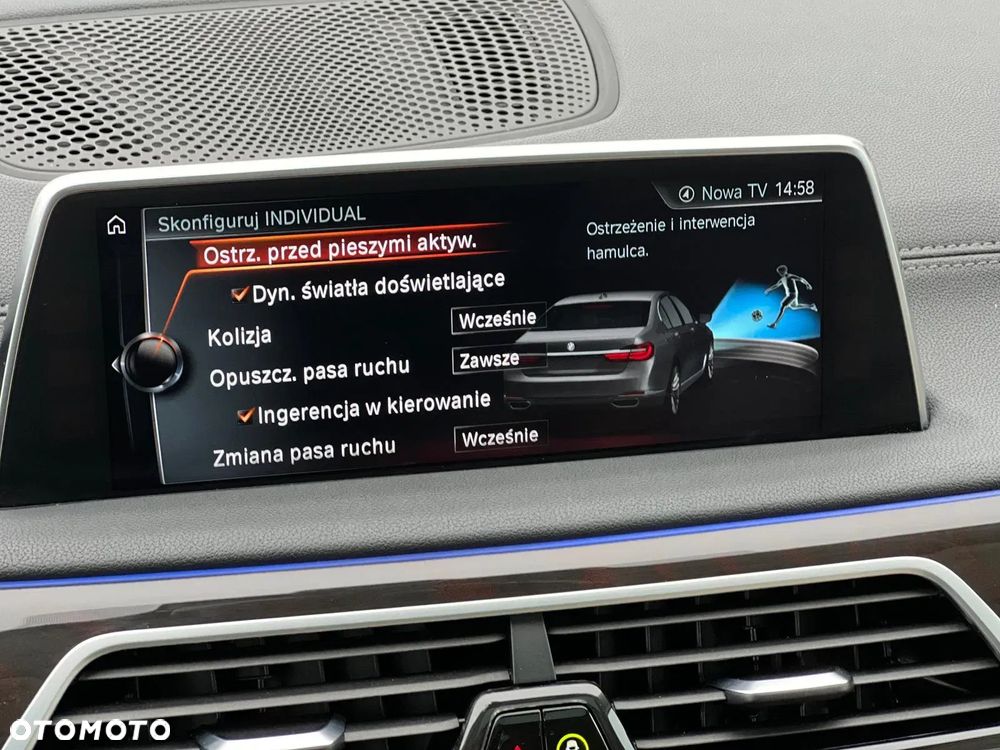 Nowa TV 14:58
Skonfiguruj INDIVIDUAL
Ostrz. przed pieszymi aktyw.
Dyn. światła doświetlające
Kolizja Wcześnie
Opuszcz. pasa ruchu Zawsze
Ingerencja w kierowanie
Zmiana pasa ruchu Wcześnie
Ostrzeżenie i interwencja
hamulca.
OTOMOTO